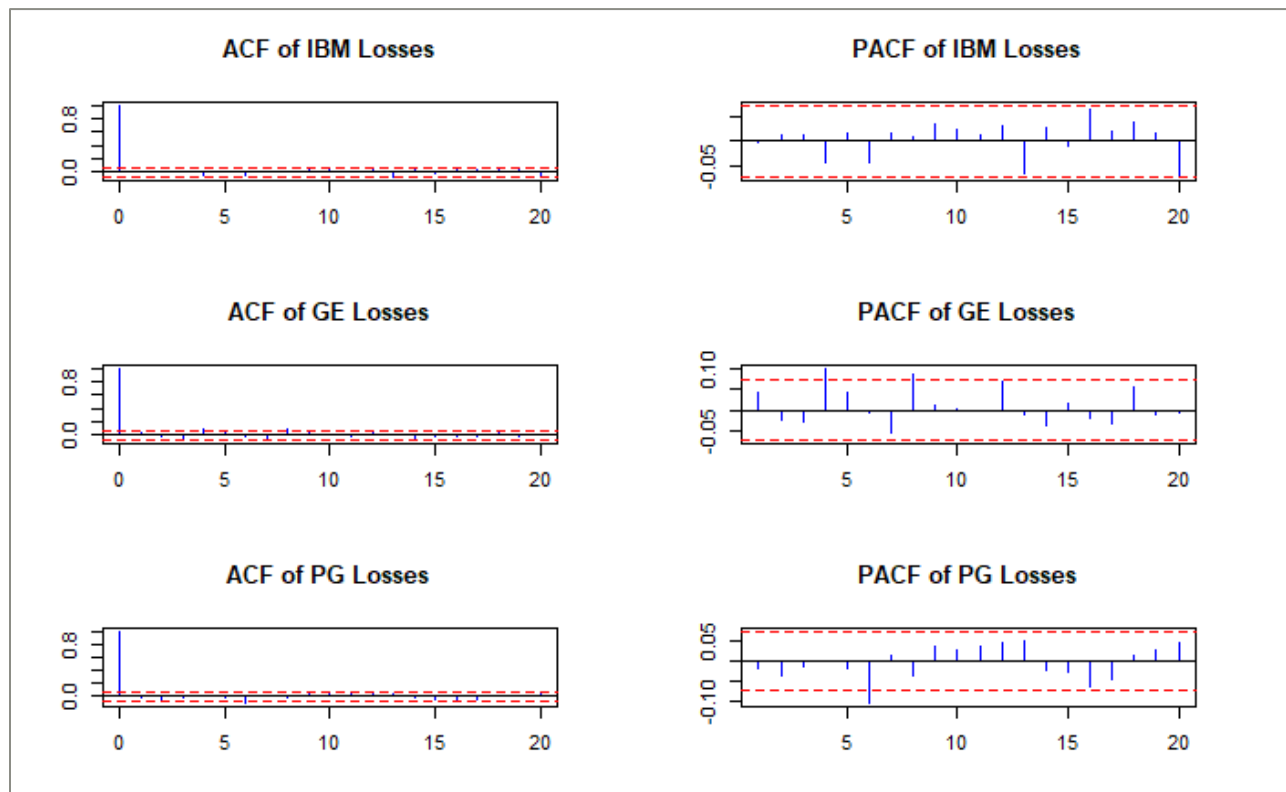 ACF of IBM Losses
0.8
0.0
0 5 10 15 20
PACF of IBM Losses
-0.05
5 10 15 20
ACF of GE Losses
0.8
0.0
0 5 10 15 20
PACF of GE Losses
0.10
-0.05
5 10 15 20
ACF of PG Losses
0.8
0.0
0 5 10 15 20
PACF of PG Losses
0.05
-0.10
5 10 15 20